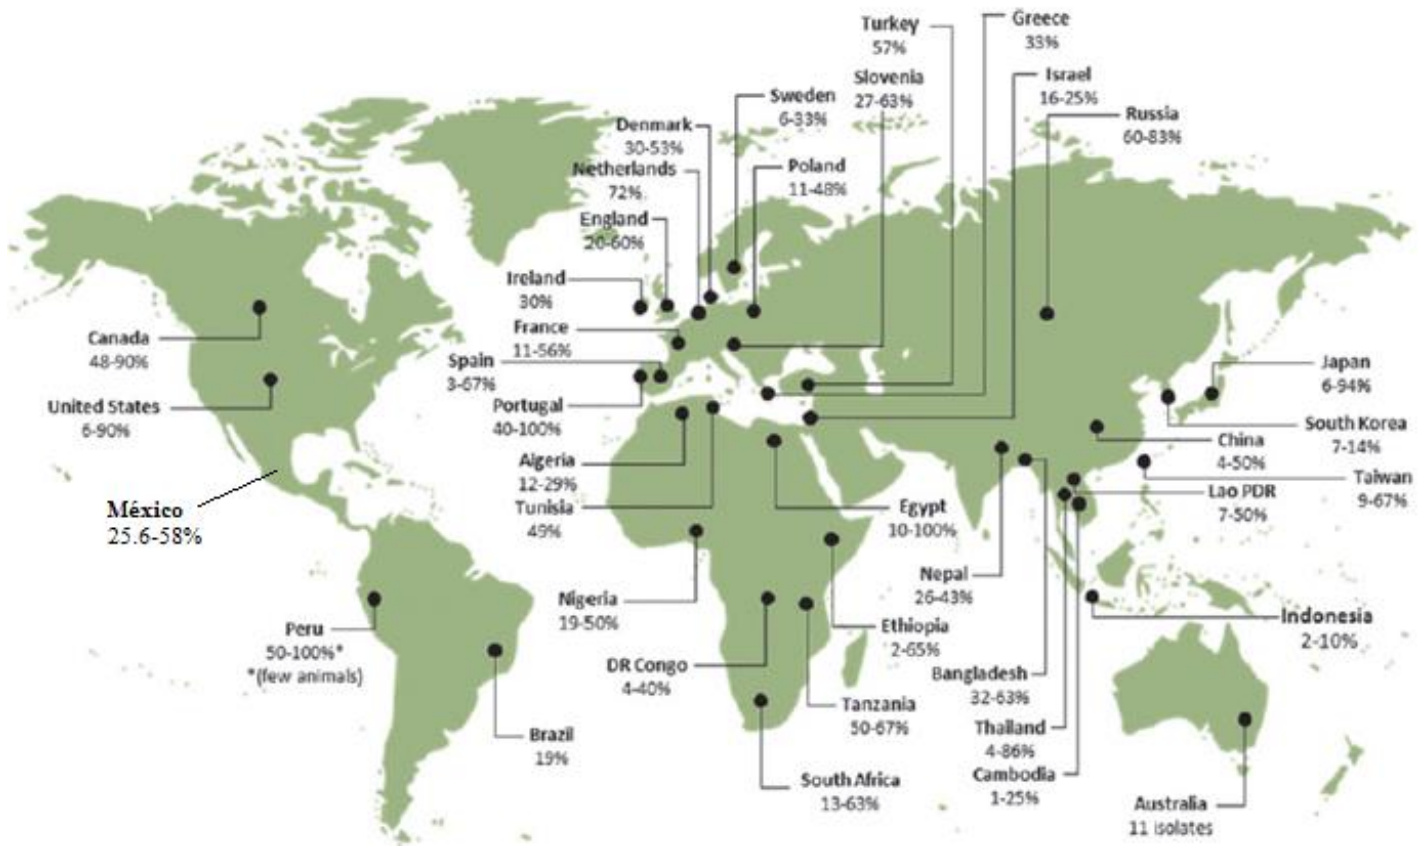 Turkey
57%
Greece
33%
Slovenia
27-63%
Israel
16-25%
Sweden
6-33%
Russia
60-83%
Denmark
30-53%
Netherlands
72%
Poland
11-48%
England
20-60%
Ireland
30%
France
11-56%
Spain
3-67%
Portugal
40-100%
Canada
48-90%
United States
6-90%
México
25.6-58%
Algeria
12-29%
Tunisia
49%
Egypt
10-100%
Japan
6-94%
South Korea
7-14%
China
4-50%
Taiwan
9-67%
Lao PDR
7-50%
Nepal
26-43%
Nigeria
19-50%
Ethiopia
2-65%
Indonesia
2-10%
Peru
50-100%*
*(few animals)
DR Congo
4-40%
Bangladesh
32-63%
Tanzania
50-67%
Brazil
19%
Thailand
4-86%
Cambodia
1-25%
South Africa
13-63%
Australia
11 isolates